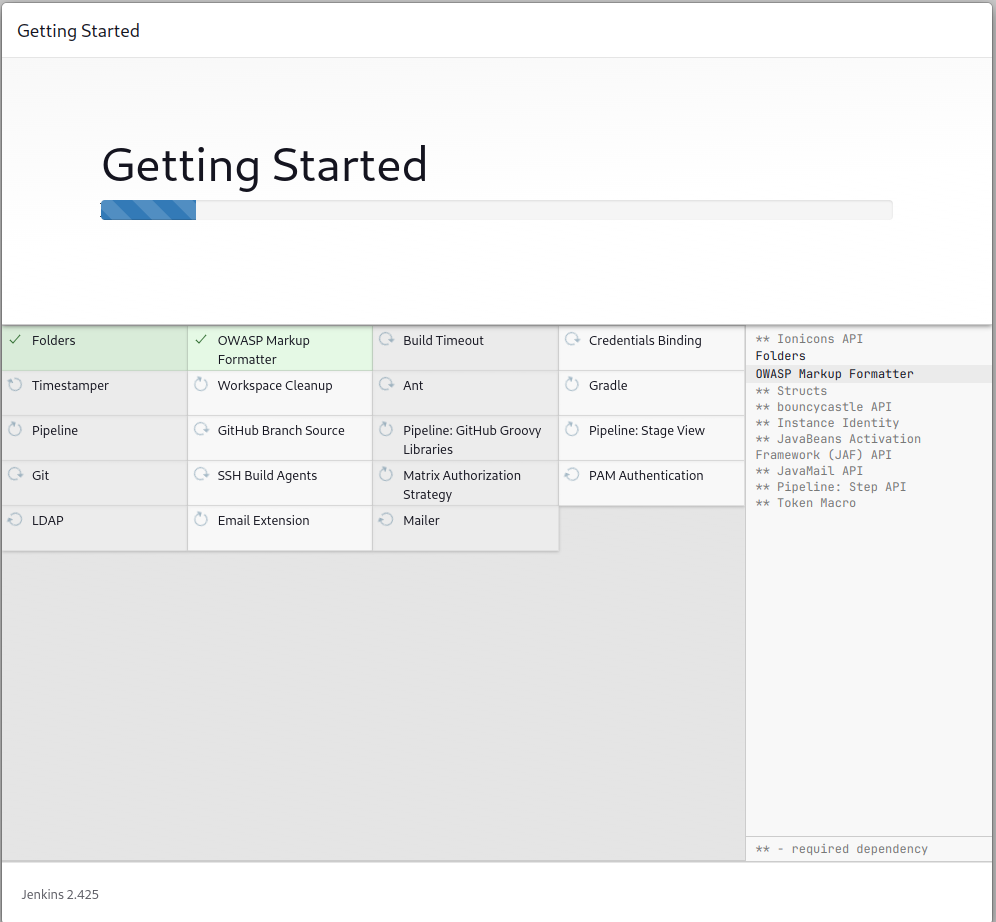 Getting Started
Getting Started
Folders
OWASP Markup
Formatter
Build Timeout
Credentials Binding
Timestamper
Workspace Cleanup
Ant
Gradle
Pipeline
GitHub Branch Source
Pipeline: GitHub Groovy
Libraries
Pipeline: Stage View
Git
SSH Build Agents
Matrix Authorization
Strategy
PAM Authentication
LDAP
Email Extension
Mailer
** Ionicons API
Folders
OWASP Markup Formatter
** Structs
** bouncycastle API
** Instance Identity
** JavaBeans Activation
Framework (JAF) API
** JavaMail API
** Pipeline: Step API
** Token Macro
** - required dependency
Jenkins 2.425